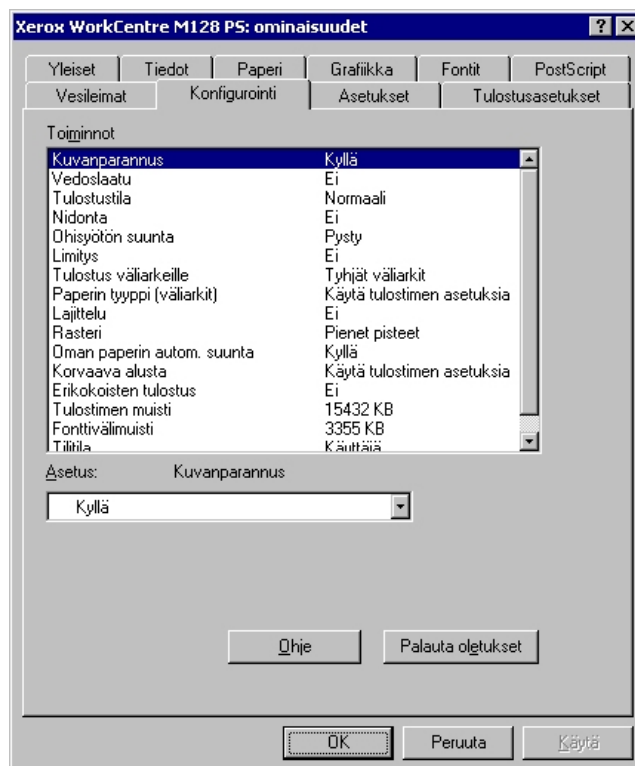 Xerox WorkCentre M128 PS: ominaisuudet
Yleiset Tiedot Paperi Grafiikka Fontit PostScript
Vesileimat Konfigurointi Asetukset Tulostusasetukset
Toiminnot
Kuvanparannus Kyllä
Vedoslaatu Ei
Tulostustila Normaali
Nidonta Ei
Ohisyötön suunta Pysty
Limitys Ei
Tulostus väliarkeille Tyhjät väliarkit
Paperin tyyppi (väliarkit) Käytä tulostimen asetuksia
Lajittelu Ei
Rasteri Pienet pisteet
Oman paperin autom. suunta Kyllä
Korvaava alusta Käytä tulostimen asetuksia
Erikokoisten tulostus Ei
Tulostimen muisti 15432 KB
Fonttivälimuisti 3355 KB
Tilitila Käyttäjä
Asetus: Kuvanparannus
Kyllä
Ohje Palauta oletukset
OK Peruuta Käytä